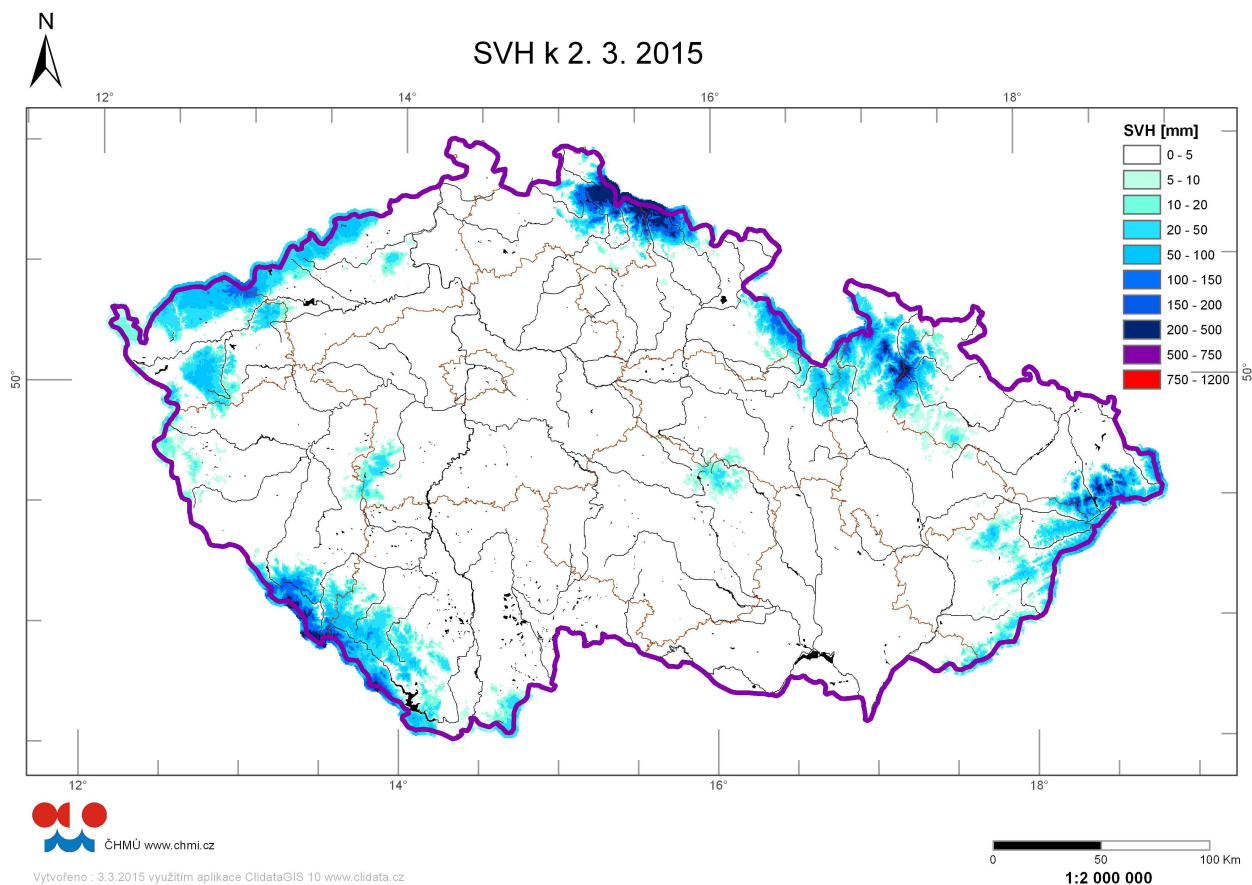 N
SVH k 2. 3. 2015
12° 14° 16° 18°
SVH [mm]
0 - 5
5 - 10
10 - 20
20 - 50
50 - 100
100 - 150
150 - 200
200 - 500
500 - 750
750 - 1200
50° 50°
12° 14° 16° 18°
ČHMÚ www.chmi.cz
0 50 100 Km
1:2 000 000
Vytvořeno : 3.3.2015 využitím aplikace ClidataGIS 10 www.clidata.cz